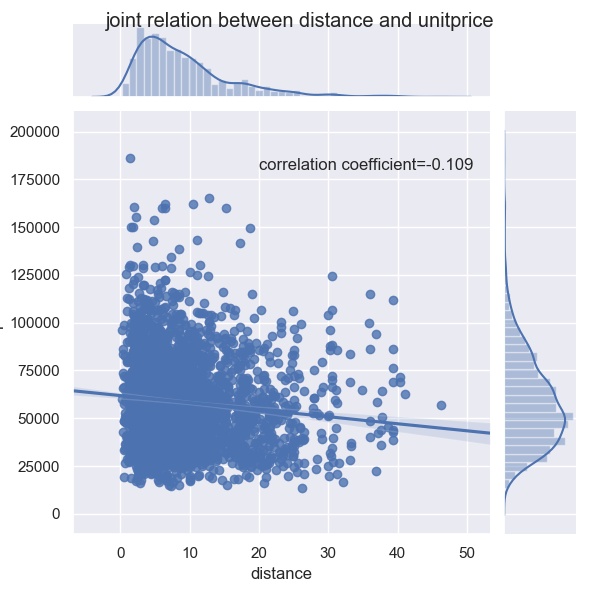 joint relation between distance and unitprice
200000
correlation coefficient=-0.109
175000
150000
125000
100000
75000
50000
25000
0
0 10 20 30 40 50
distance